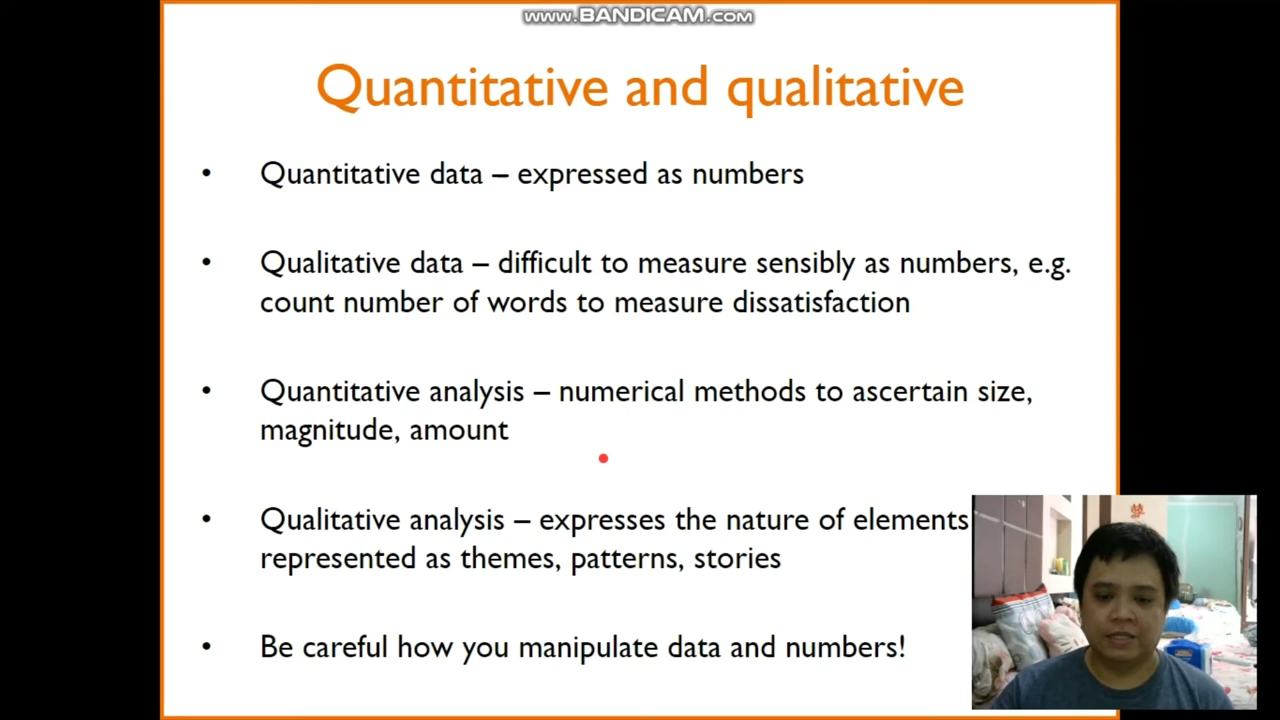 www.BANDICAM.com
Quantitative and qualitative
• Quantitative data – expressed as numbers
• Qualitative data – difficult to measure sensibly as numbers, e.g.
count number of words to measure dissatisfaction
• Quantitative analysis – numerical methods to ascertain size,
magnitude, amount
• Qualitative analysis – expresses the nature of elements
represented as themes, patterns, stories
• Be careful how you manipulate data and numbers!